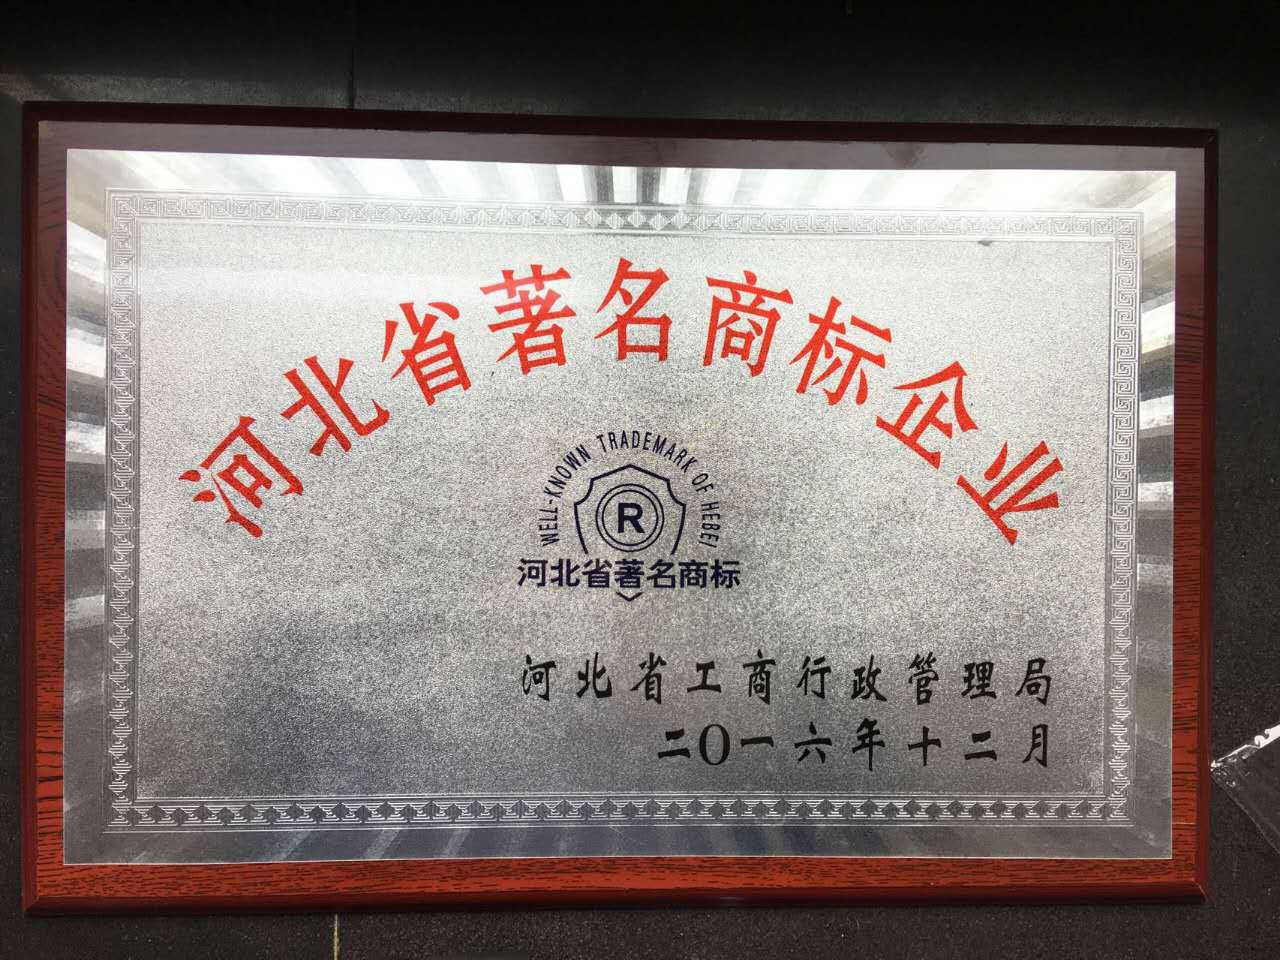 河北省著名商标企业
WELL-KNOWN TRADEMARK OF HEBEI
R
河北省著名商标
河北省工商行政管理局
二〇一六年十二月